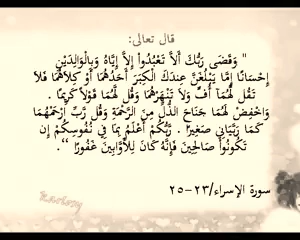 قال تعالى:
" وَقَضَى رَبُّكَ أَلاَّ تَعْبُدُواْ إِلاَّ إِيَّاهُ وَبِالْوَالِدَيْنِ
إِحْسَانًا إِمَّا يَبْلُغَنَّ عِندَكَ الْكِبَرَ أَحَدُهُمَا أَوْ كِلاَهُمَا فَلاَ
تَقُل لَّهُمَا أُفٍّ وَلاَ تَنْهَرْهُمَا وَقُل لَّهُمَا قَوْلاً كَرِيمًا .
وَاخْفِضْ لَهُمَا جَنَاحَ الذُّلِّ مِنَ الرَّحْمَةِ وَقُل رَّبِّ ارْحَمْهُمَا
كَمَا رَبَّيَانِي صَغِيرًا . رَّبُّكُمْ أَعْلَمُ بِمَا فِي نُفُوسِكُمْ إِن
تَكُونُواْ صَالِحِينَ فَإِنَّهُ كَانَ لِلأَوَّابِينَ غَفُورًا ".
سورة الإسراء/٢٣-٢٥